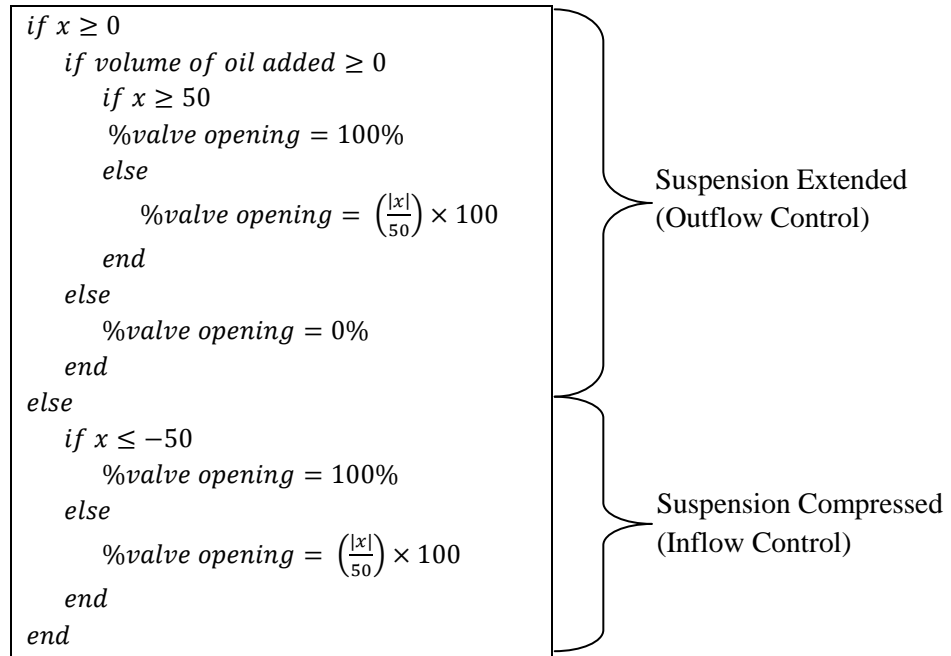 if x ≥ 0
if volume of oil added ≥ 0
if x ≥ 50
%valve opening = 100%
else
%valve opening = (|x|/50) × 100
end
else
%valve opening = 0%
end
else
if x ≤ −50
%valve opening = 100%
else
%valve opening = (|x|/50) × 100
end
end
Suspension Extended
(Outflow Control)
Suspension Compressed
(Inflow Control)